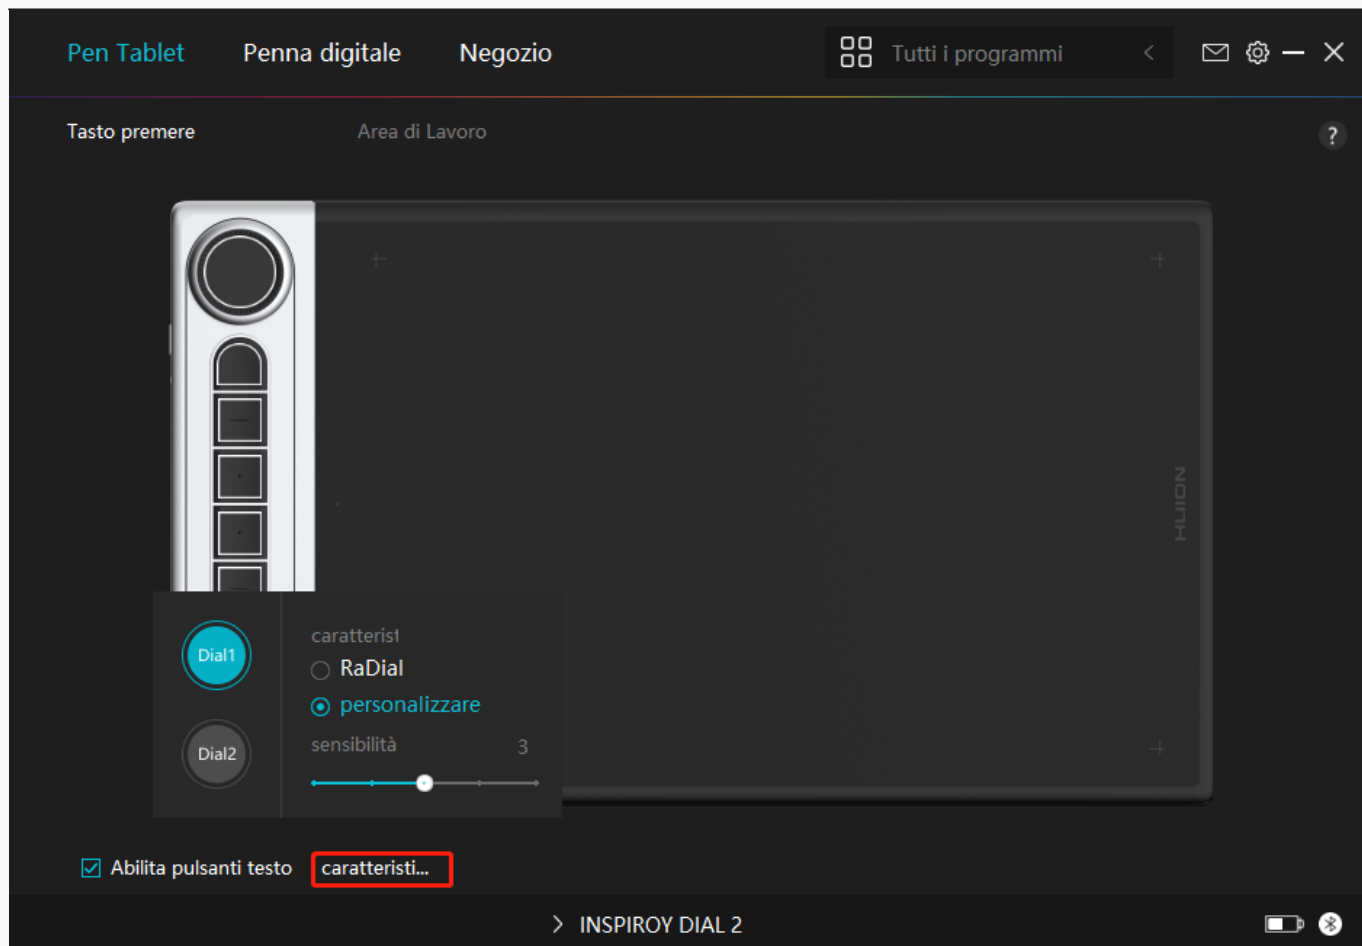 Pen Tablet Penna digitale Negozio Tutti i programmi
Tasto premere Area di Lavoro ?
HUION
caratterist
Dial1 RaDial
personalizzare
sensibilità 3
Dial2
Abilita pulsanti testo caratteristi...
INSPIROY DIAL 2